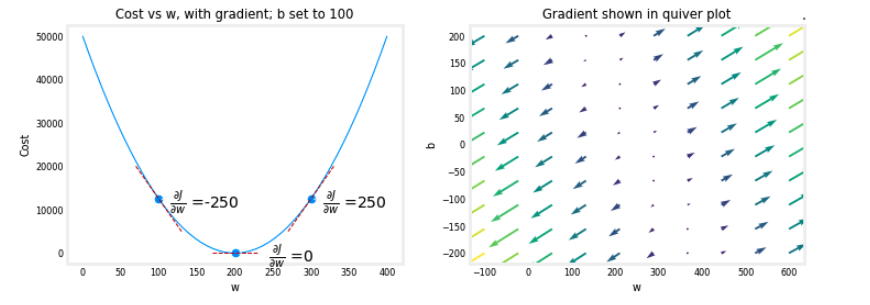 Cost vs w, with gradient; b set to 100
50000
40000
30000
20000
10000
0
Cost
∂J/∂w =-250
∂J/∂w =250
∂J/∂w =0
0 50 100 150 200 250 300 350 400
w
Gradient shown in quiver plot
200
150
100
50
0
−50
−100
−150
−200
b
−100 0 100 200 300 400 500 600
w